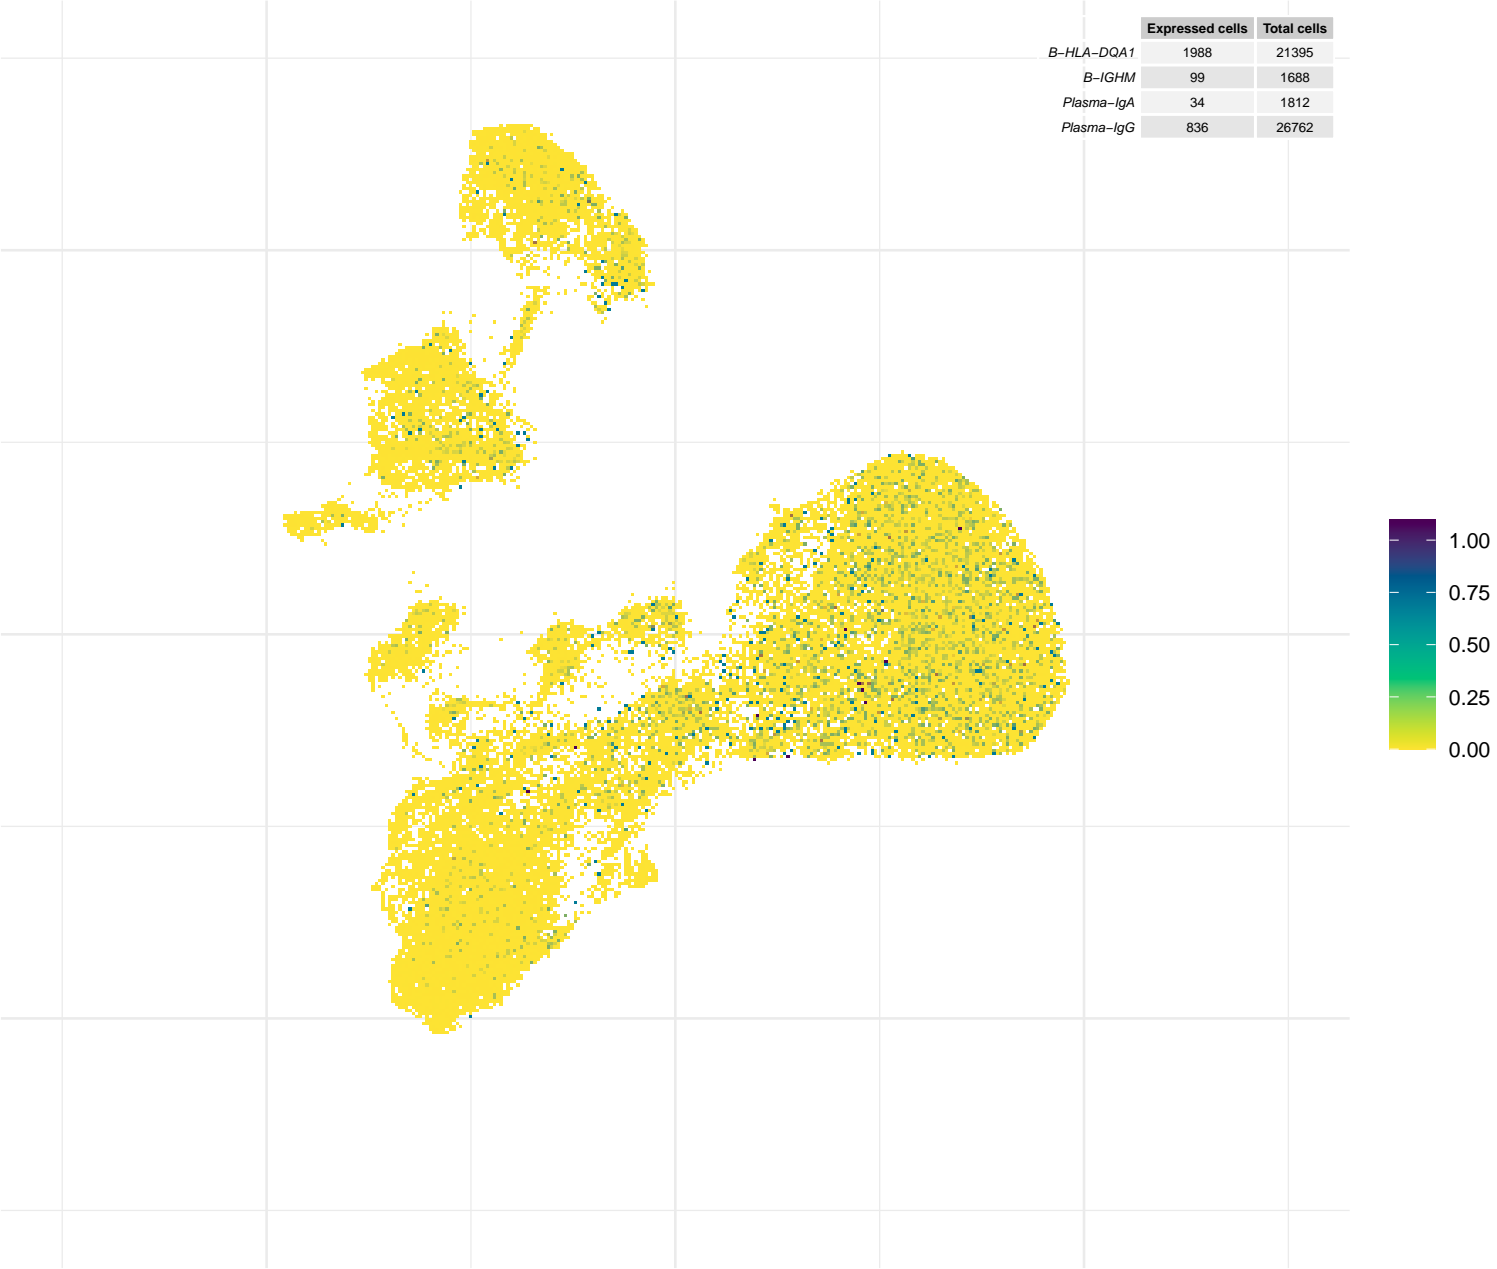 Expressed cells Total cells
B−HLA−DQA1 1988 21395
B−IGHM 99 1688
Plasma−IgA 34 1812
Plasma−IgG 836 26762
1.00
0.75
0.50
0.25
0.00